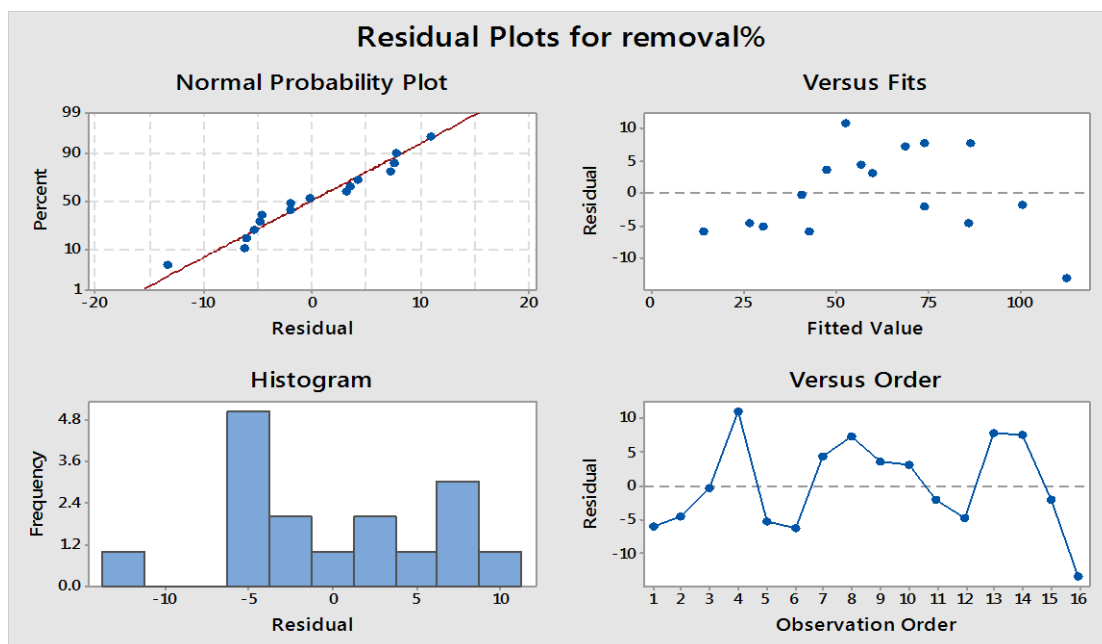 Residual Plots for removal%
Normal Probability Plot
99
90
50
10
1
Percent
-20
-10
0
10
20
Residual
Versus Fits
10
5
0
-5
-10
Residual
0
25
50
75
100
Fitted Value
Histogram
4.8
3.6
2.4
1.2
0.0
Frequency
-10
-5
0
5
10
Residual
Versus Order
10
5
0
-5
-10
Residual
1 2 3 4 5 6 7 8 9 10 11 12 13 14 15 16
Observation Order